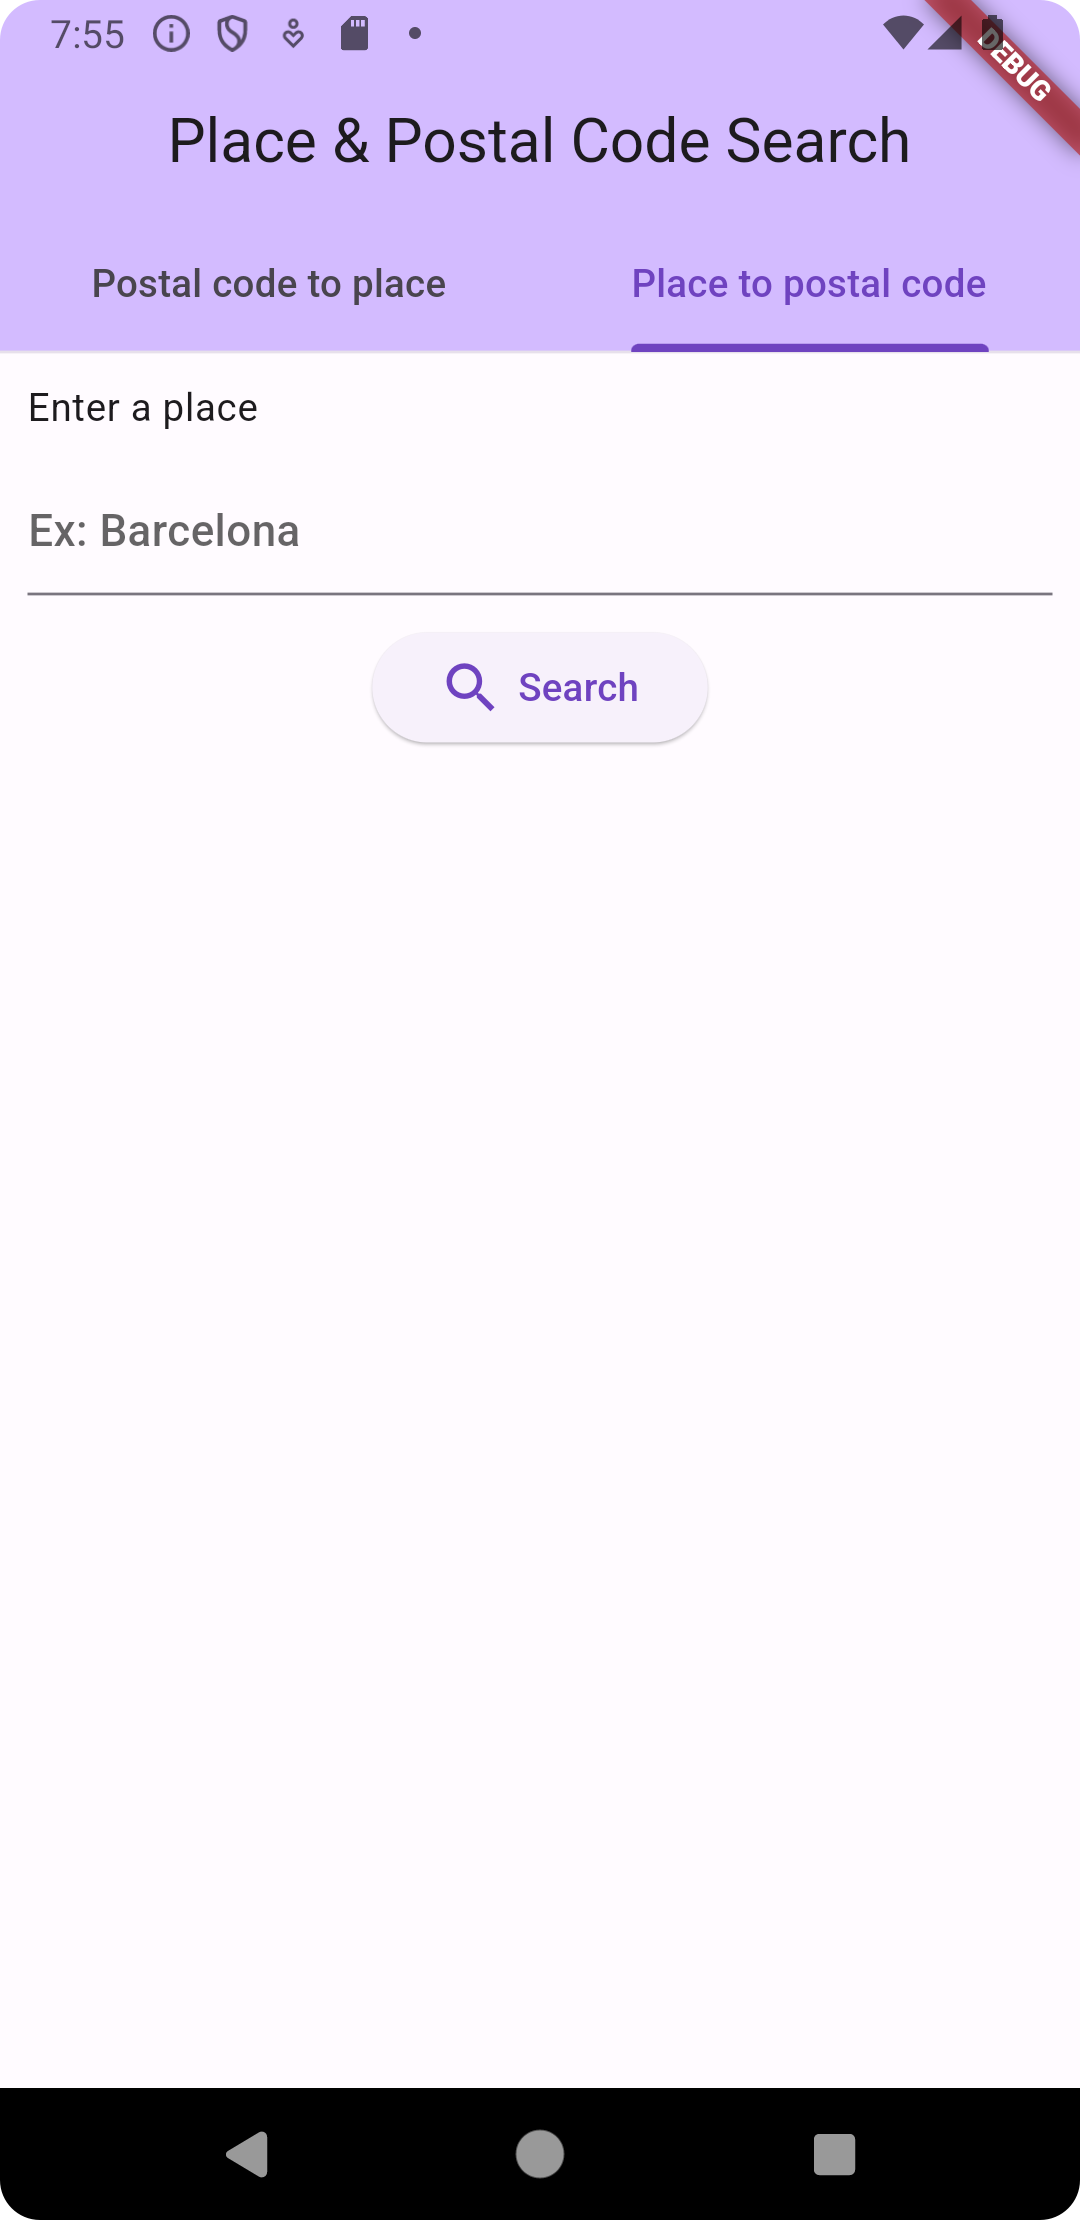 7:55
DEBUG
Place & Postal Code Search
Postal code to place
Place to postal code
Enter a place
Ex: Barcelona
Search